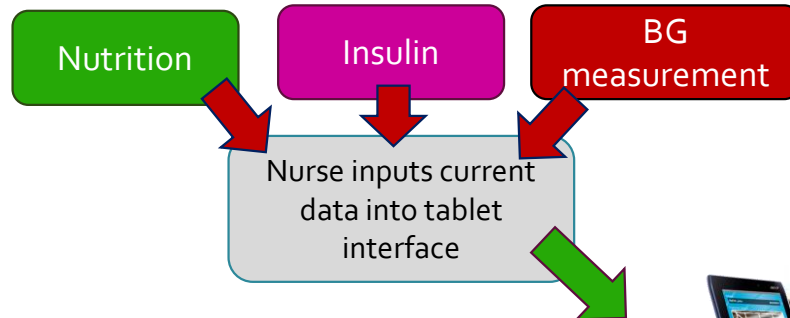 Nutrition
Insulin
BG
measurement
Nurse inputs current
data into tablet
interface